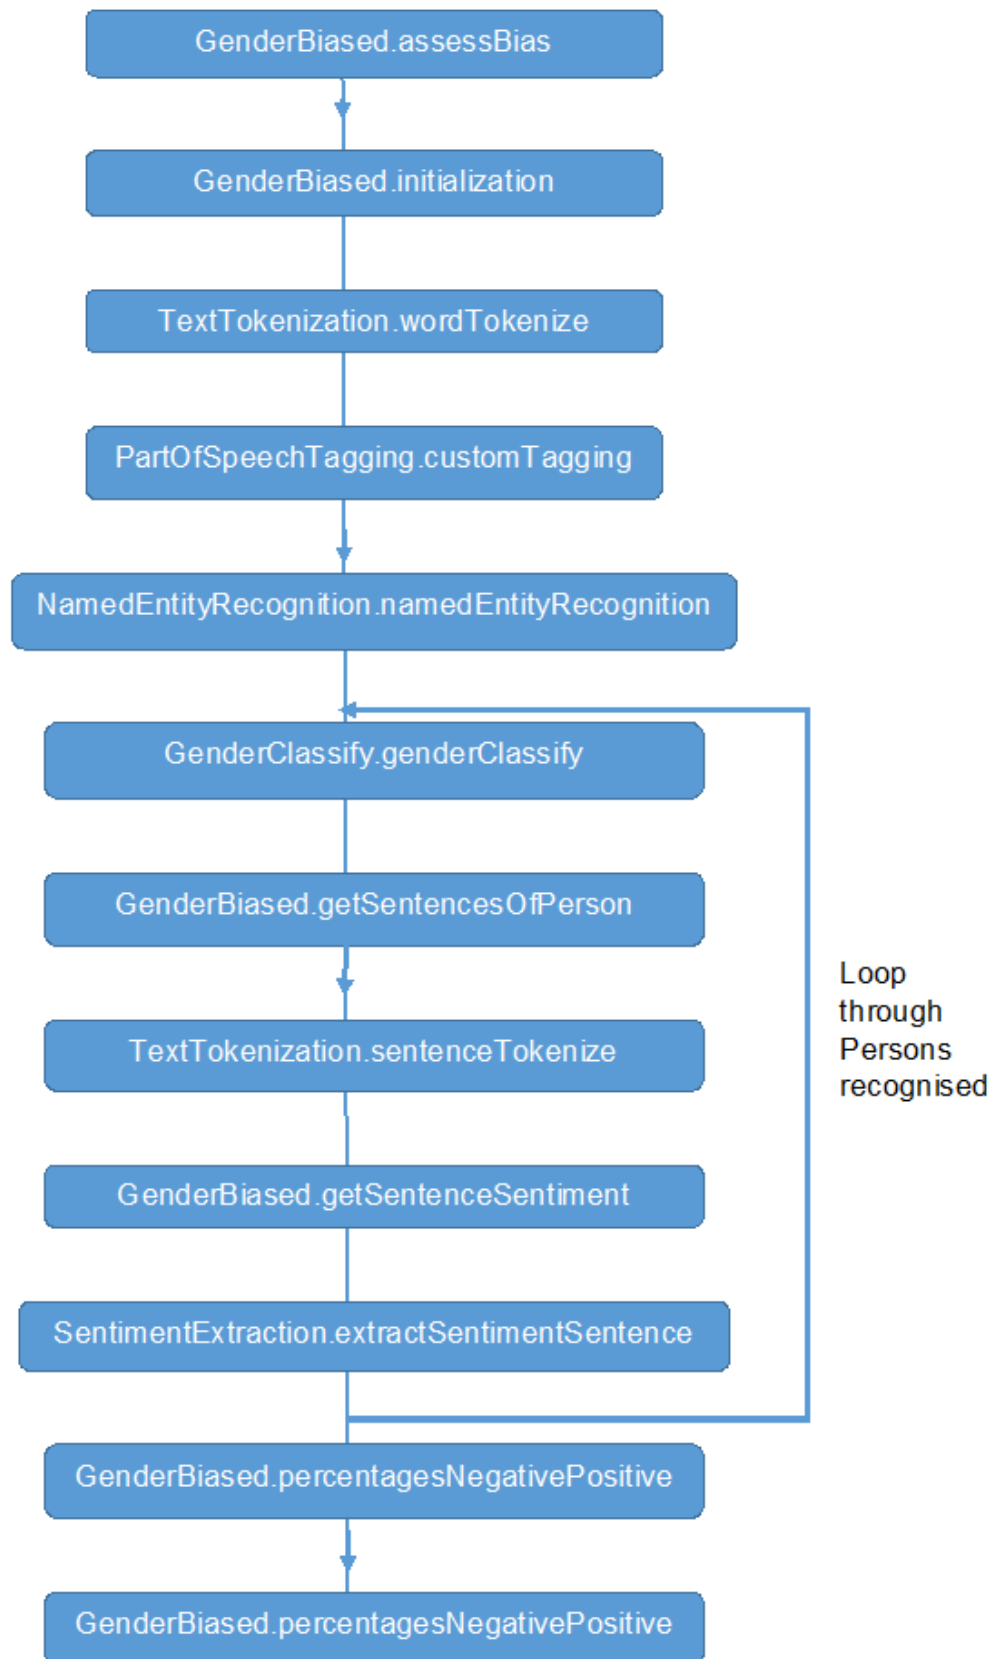 GenderBiased.assessBias
GenderBiased.initialization
TextTokenization.wordTokenize
PartOfSpeechTagging.customTagging
NamedEntityRecognition.namedEntityRecognition
GenderClassify.genderClassify
GenderBiased.getSentencesOfPerson
Loop
through
Persons
recognised
TextTokenization.sentenceTokenize
GenderBiased.getSentenceSentiment
SentimentExtraction.extractSentimentSentence
GenderBiased.percentagesNegativePositive
GenderBiased.percentagesNegativePositive